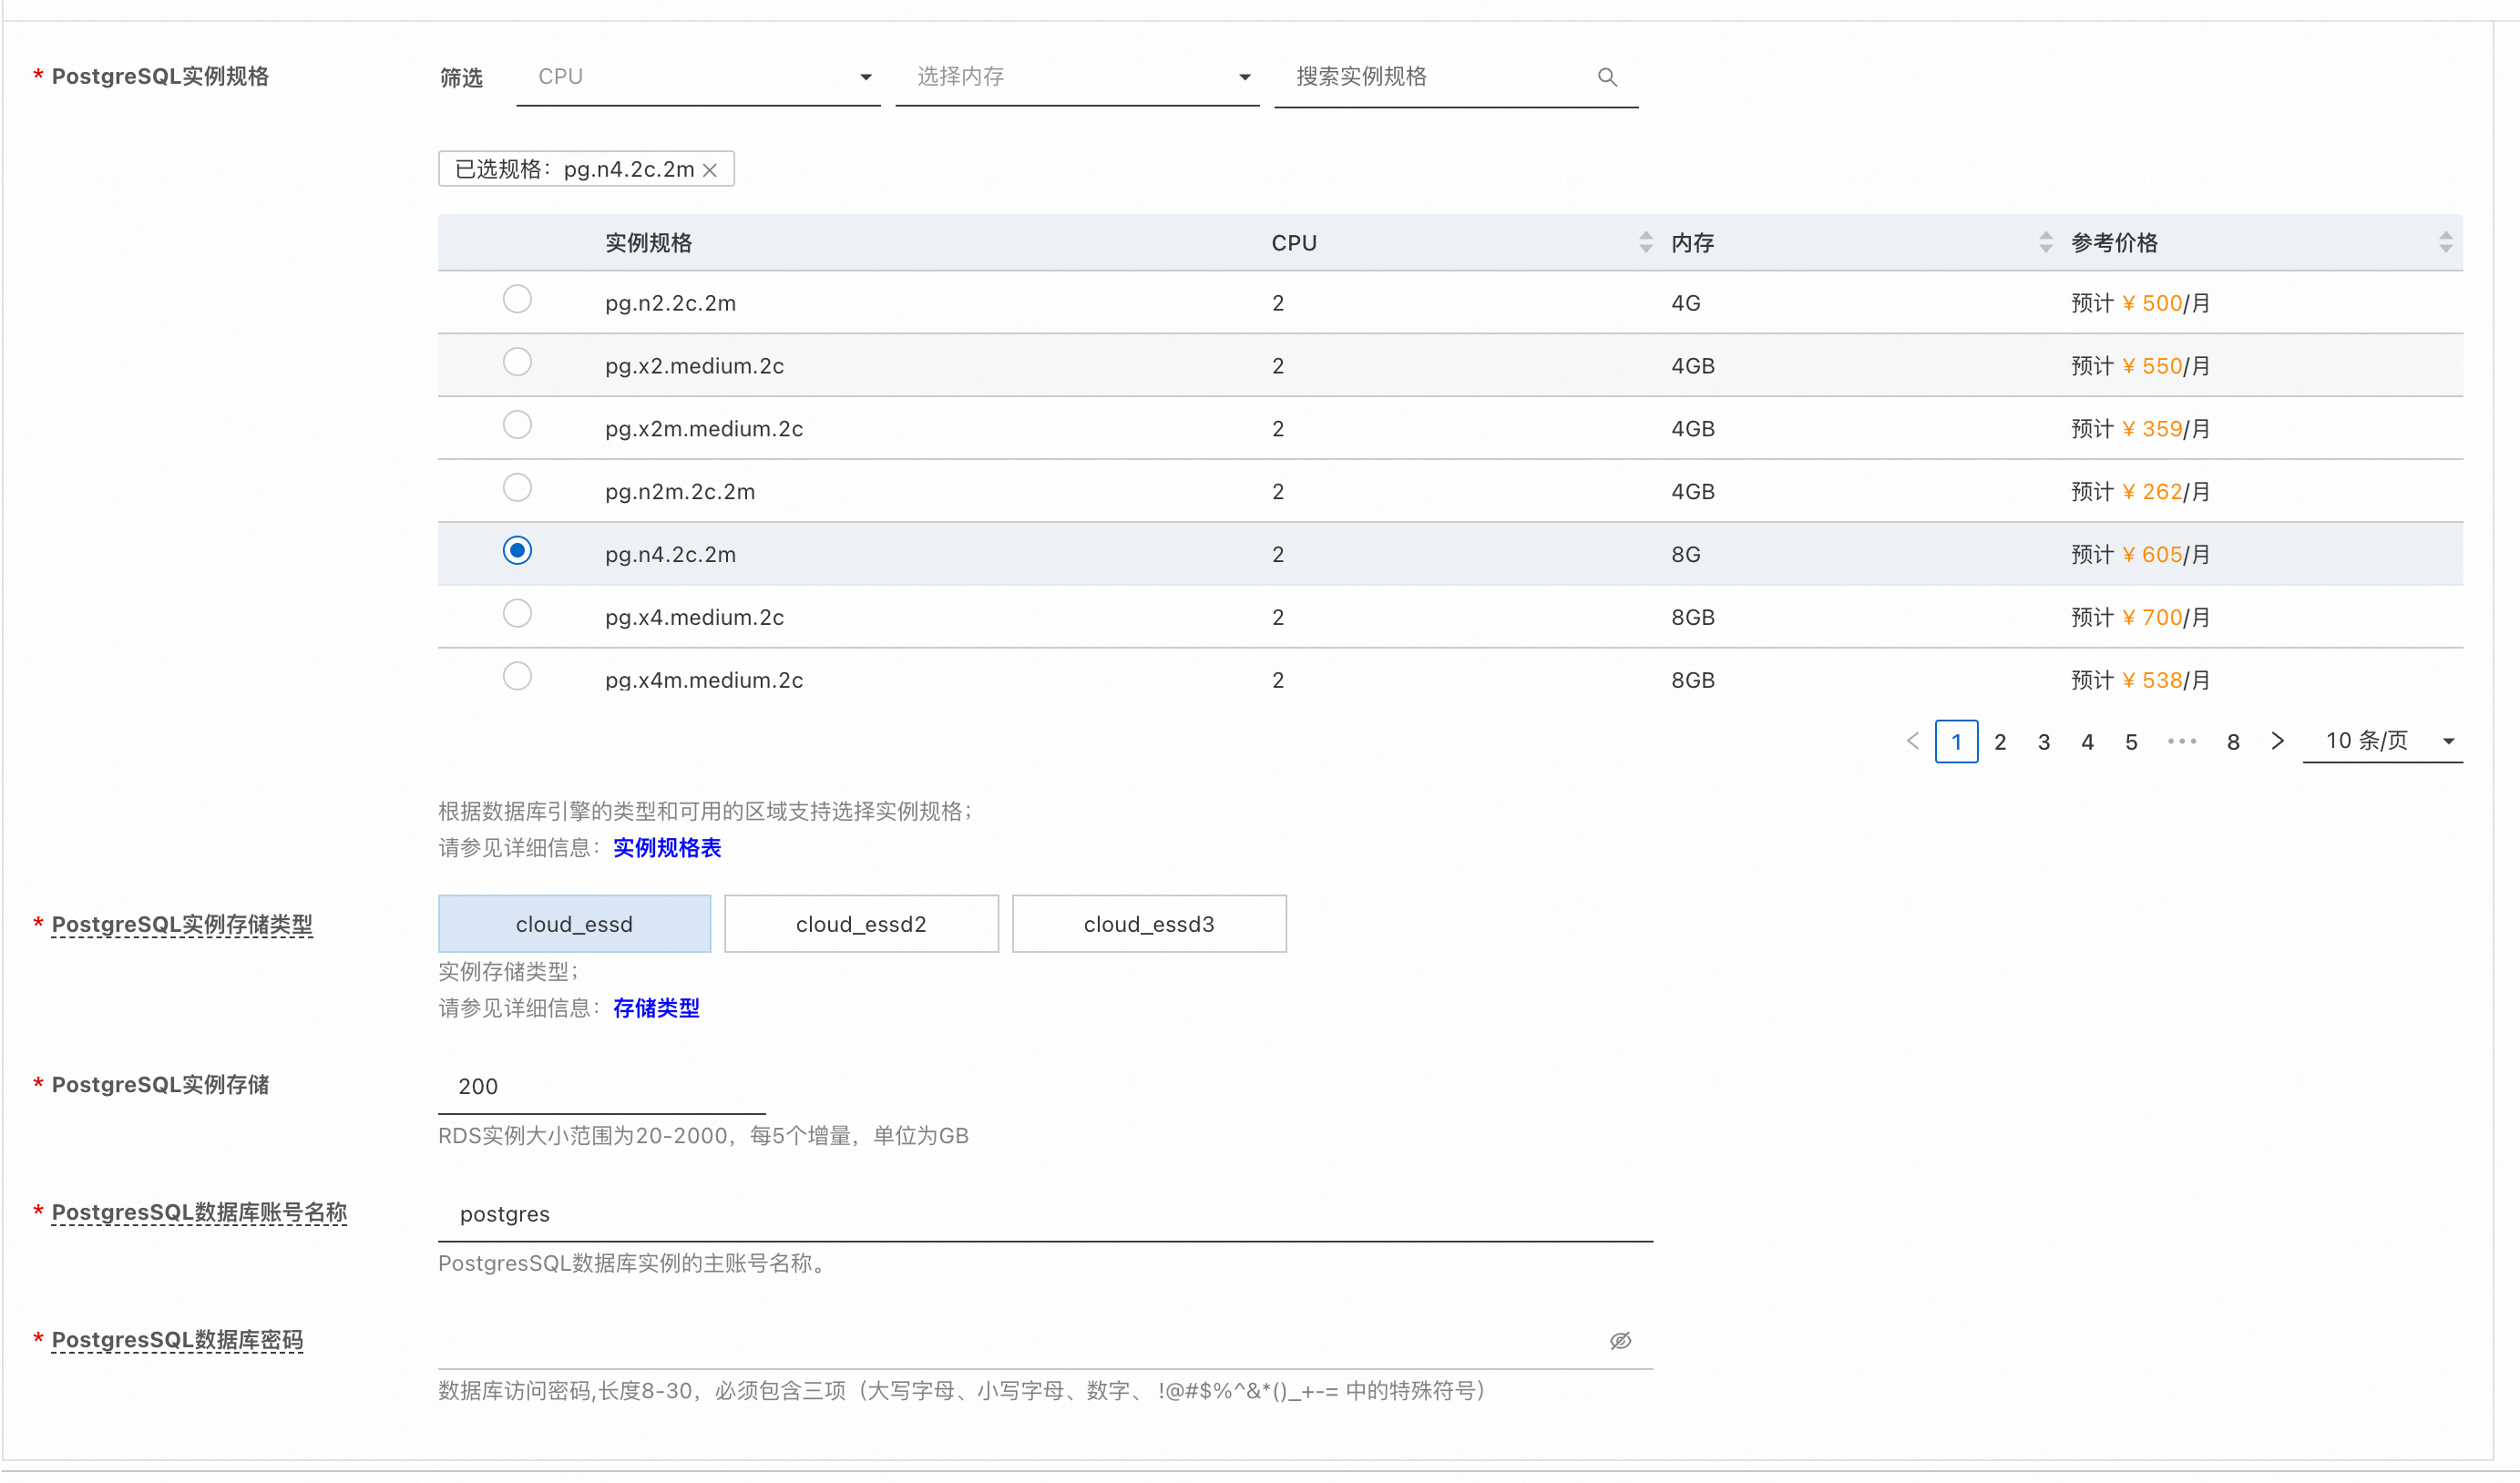 * PostgreSQL实例规格 筛选 CPU 选择内存 搜索实例规格
已选规格：pg.n4.2c.2m
实例规格 CPU 内存 参考价格
pg.n2.2c.2m 2 4G 预计 ¥ 500/月
pg.x2.medium.2c 2 4GB 预计 ¥ 550/月
pg.x2m.medium.2c 2 4GB 预计 ¥ 359/月
pg.n2m.2c.2m 2 4GB 预计 ¥ 262/月
pg.n4.2c.2m 2 8G 预计 ¥ 605/月
pg.x4.medium.2c 2 8GB 预计 ¥ 700/月
pg.x4m.medium.2c 2 8GB 预计 ¥ 538/月
1 2 3 4 5 ••• 8 10 条/页
根据数据库引擎的类型和可用的区域支持选择实例规格；
请参见详细信息：实例规格表
* PostgreSQL实例存储类型 cloud_essd cloud_essd2 cloud_essd3
实例存储类型；
请参见详细信息：存储类型
* PostgreSQL实例存储 200
RDS实例大小范围为20-2000，每5个增量，单位为GB
* PostgresSQL数据库账号名称 postgres
PostgresSQL数据库实例的主账号名称。
* PostgresSQL数据库密码
数据库访问密码,长度8-30，必须包含三项（大写字母、小写字母、数字、 !@#$%^&*()_+-= 中的特殊符号）